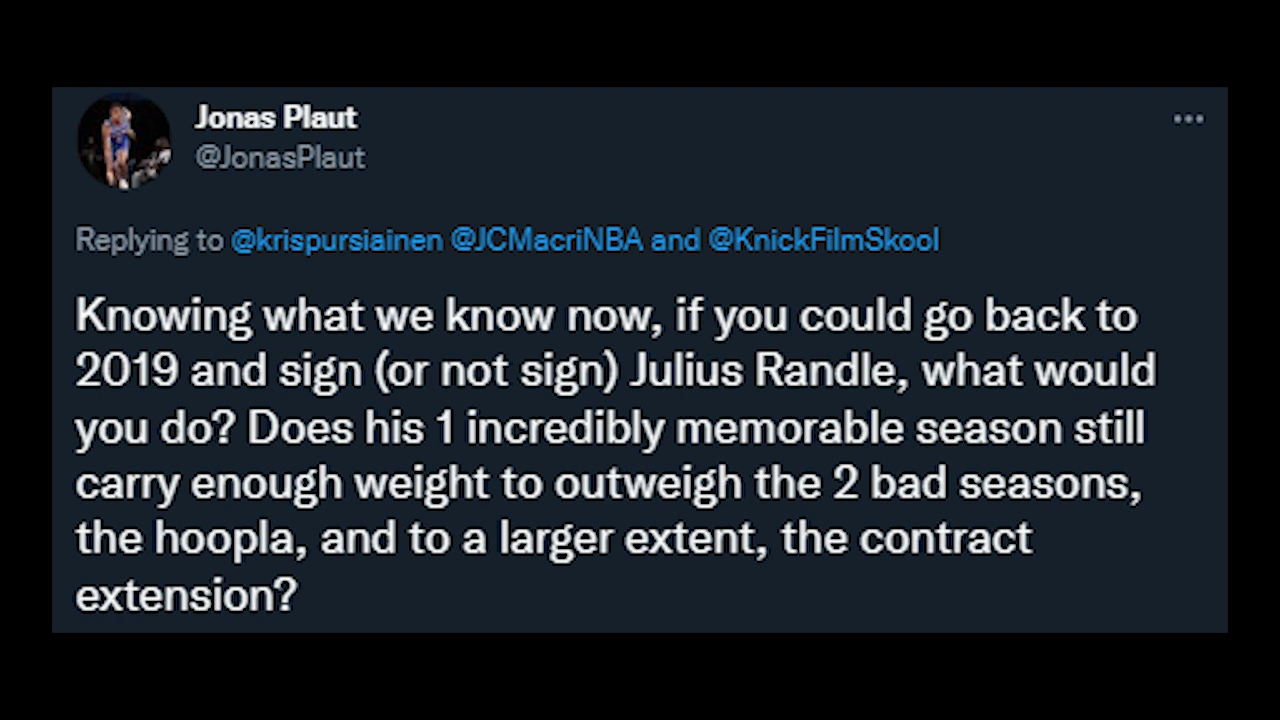 Jonas Plaut
@JonasPlaut
Replying to @krispursiainen @JCMacriNBA and @KnickFilmSkool
Knowing what we know now, if you could go back to
2019 and sign (or not sign) Julius Randle, what would
you do? Does his 1 incredibly memorable season still
carry enough weight to outweigh the 2 bad seasons,
the hoopla, and to a larger extent, the contract
extension?